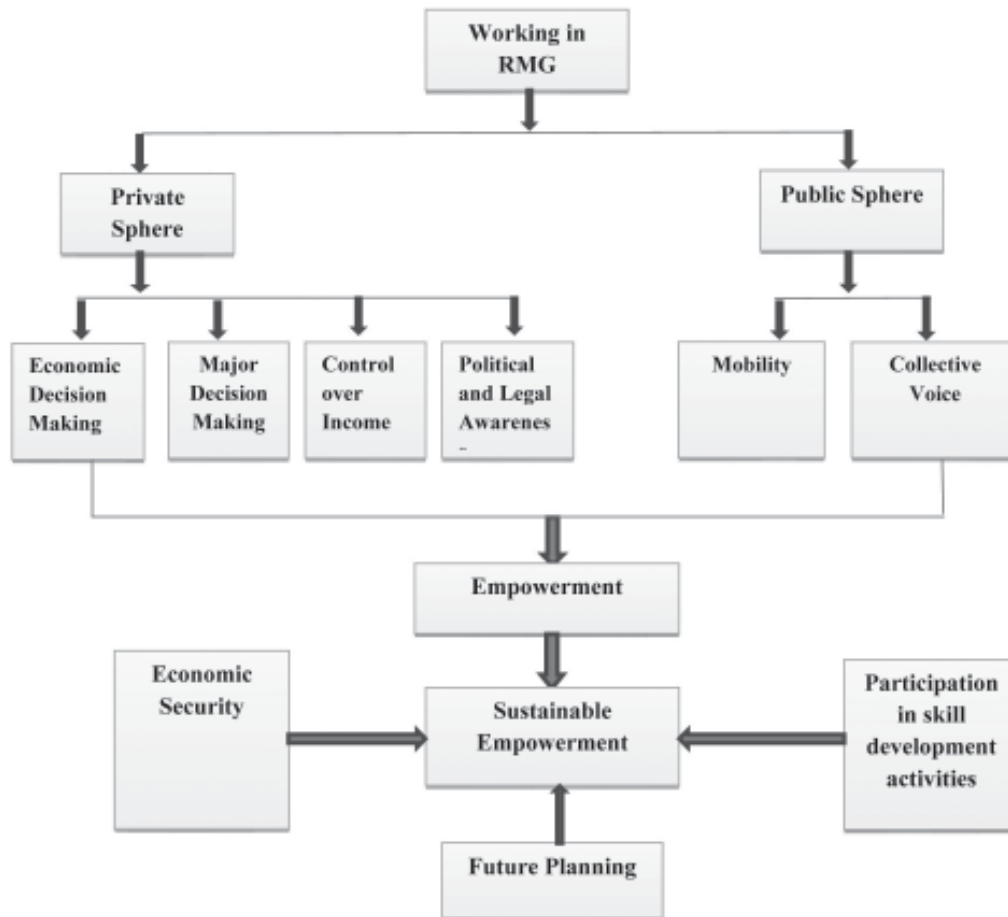 Working in
RMG
Private
Sphere
Public Sphere
Economic
Decision
Making
Major
Decision
Making
Control
over
Income
Political
and Legal
Awarenes
Mobility
Collective
Voice
Empowerment
Economic
Security
Sustainable
Empowerment
Participation
in skill
development
activities
Future Planning